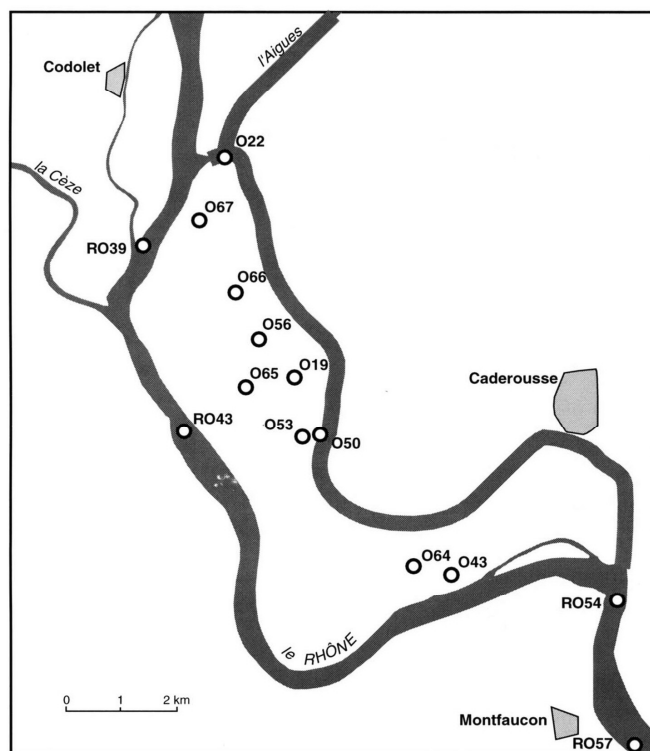 Codolet
l'Aigues
O22
la Cèze
O67
RO39
O66
O56
O19
O65
Caderousse
RO43
O53
O50
O64
O43
RO54
le RHÔNE
0 1 2 km
Montfaucon
RO57